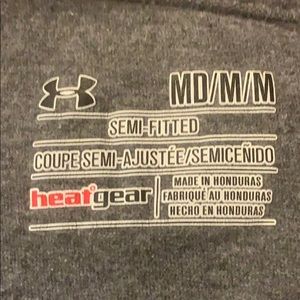 MD/M/M
SEMI-FITTED
COUPE SEMI-AJUSTÉE/SEMICEÑIDO
heatgear
MADE IN HONDURAS
FABRIQUÉ AU HONDURAS
HECHO EN HONDURAS